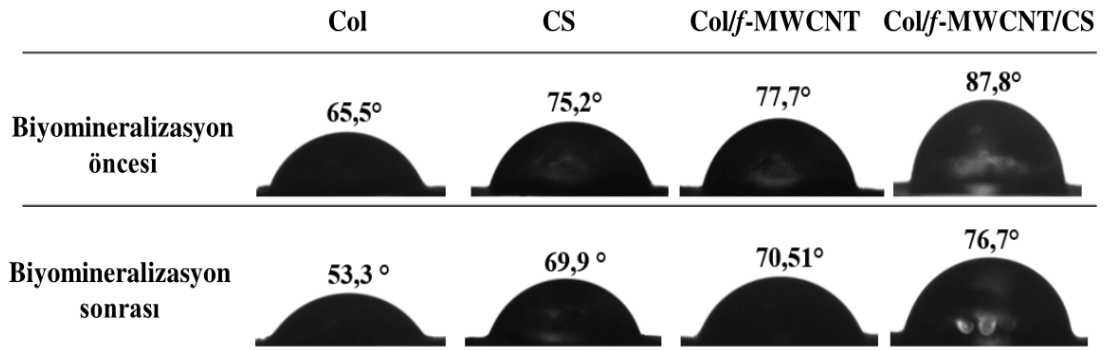 Col CS Col/f-MWCNT Col/f-MWCNT/CS
65,5° 75,2° 77,7° 87,8°
Biyomineralizasyon
öncesi
53,3 ° 69,9 ° 70,51° 76,7°
Biyomineralizasyon
sonrası